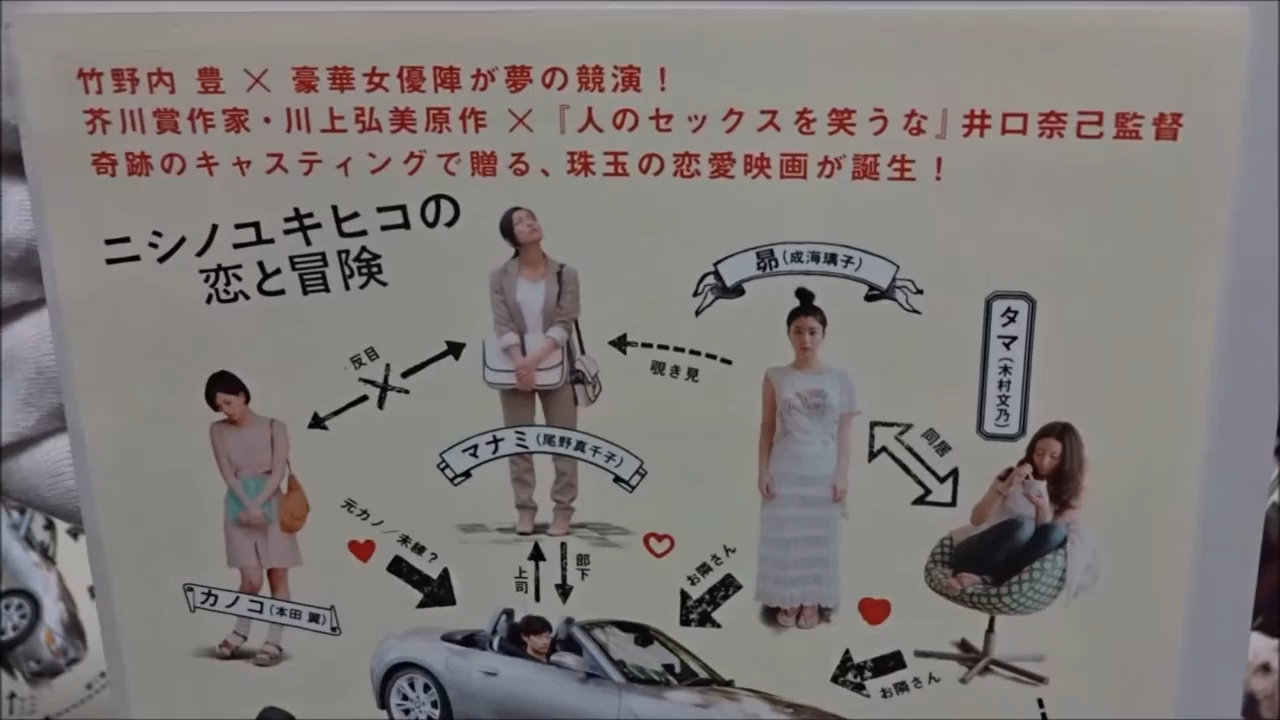 竹野内 豊 × 豪華女優陣が夢の競演！
芥川賞作家・川上弘美原作 × 『人のセックスを笑うな』井口奈己監督
奇跡のキャスティングで贈る、珠玉の恋愛映画が誕生！
ニシノユキヒコの
恋と冒険
昴（成海璃子）
タマ（木村文乃）
反目
覗き見
同居
マナミ（尾野真千子）
元カノ／未練？
上司
部下
お隣さん
カノコ（本田 翼）
お隣さん